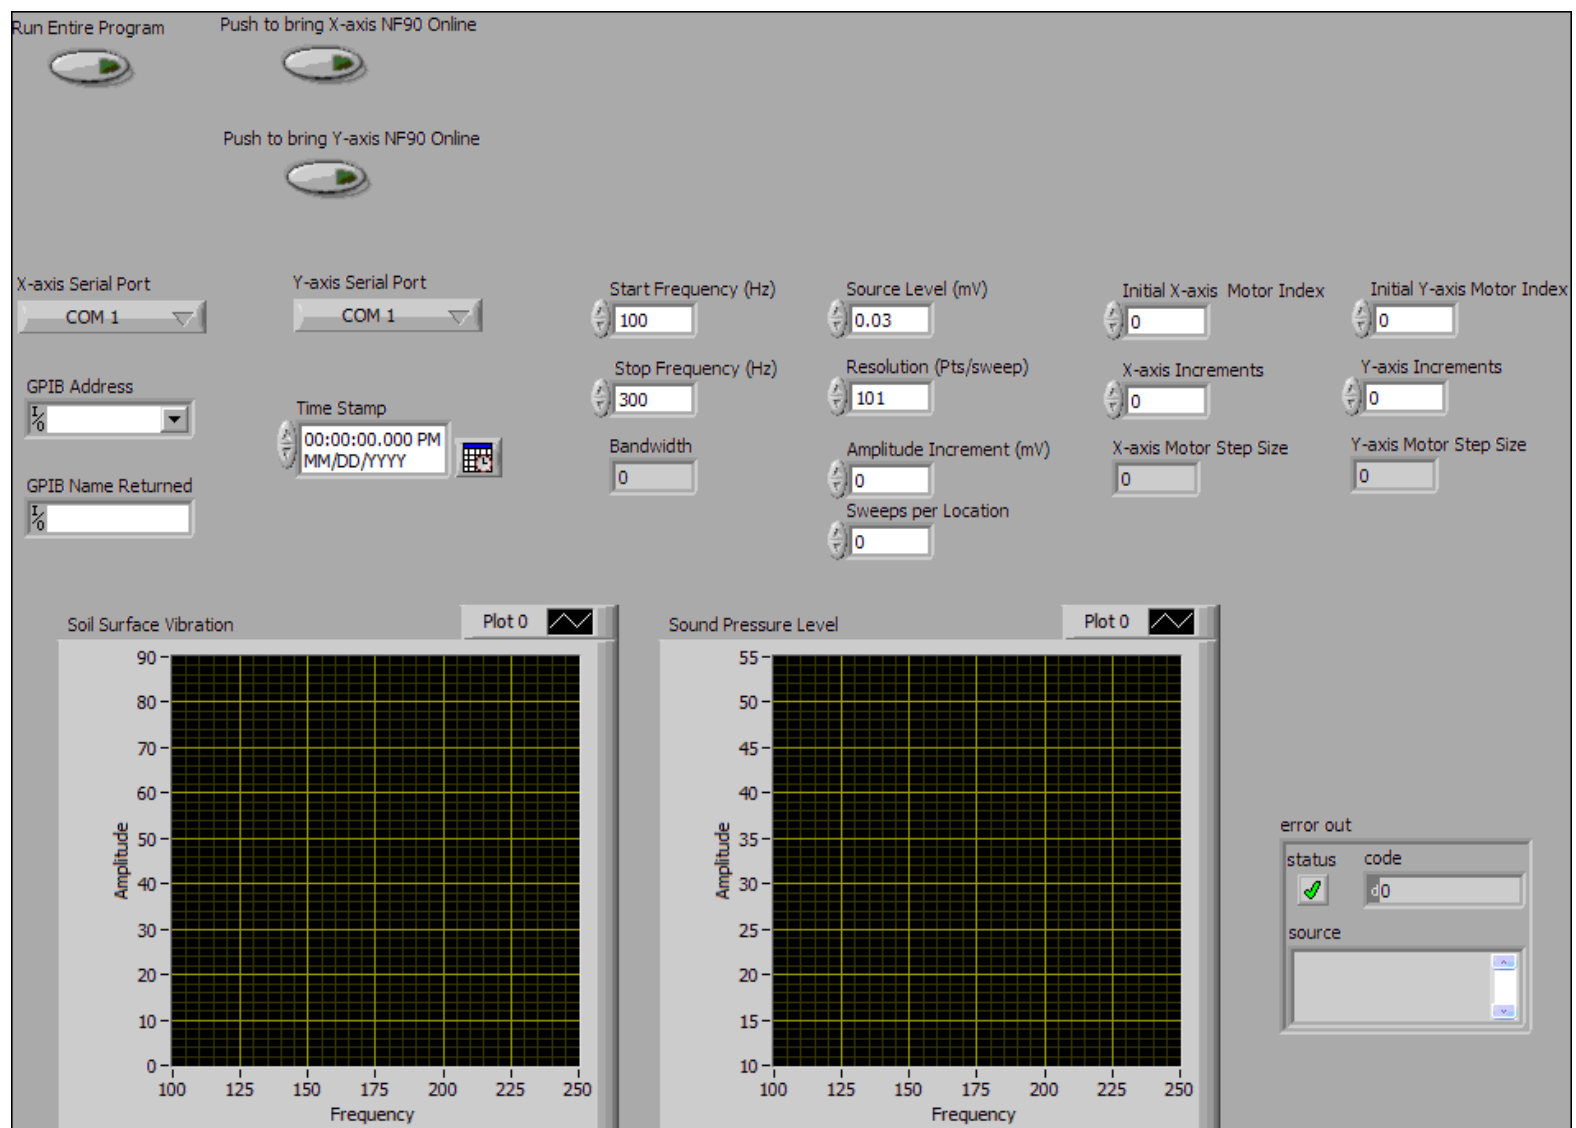 Run Entire Program
Push to bring X-axis NF90 Online
Push to bring Y-axis NF90 Online
X-axis Serial Port
COM 1
Y-axis Serial Port
COM 1
GPIB Address
I/O
GPIB Name Returned
I/O
Time Stamp
00:00:00.000 PM
MM/DD/YYYY
Start Frequency (Hz)
100
Stop Frequency (Hz)
300
Bandwidth
0
Source Level (mV)
0.03
Resolution (Pts/sweep)
101
Amplitude Increment (mV)
0
Sweeps per Location
0
Initial X-axis Motor Index
0
X-axis Increments
0
X-axis Motor Step Size
0
Initial Y-axis Motor Index
0
Y-axis Increments
0
Y-axis Motor Step Size
0
Soil Surface Vibration
Plot 0
90
80
70
60
50
40
30
20
10
0
Amplitude
100 125 150 175 200 225 250
Frequency
Sound Pressure Level
Plot 0
55
50
45
40
35
30
25
20
15
10
Amplitude
100 125 150 175 200 225 250
Frequency
error out
status code
d0
source